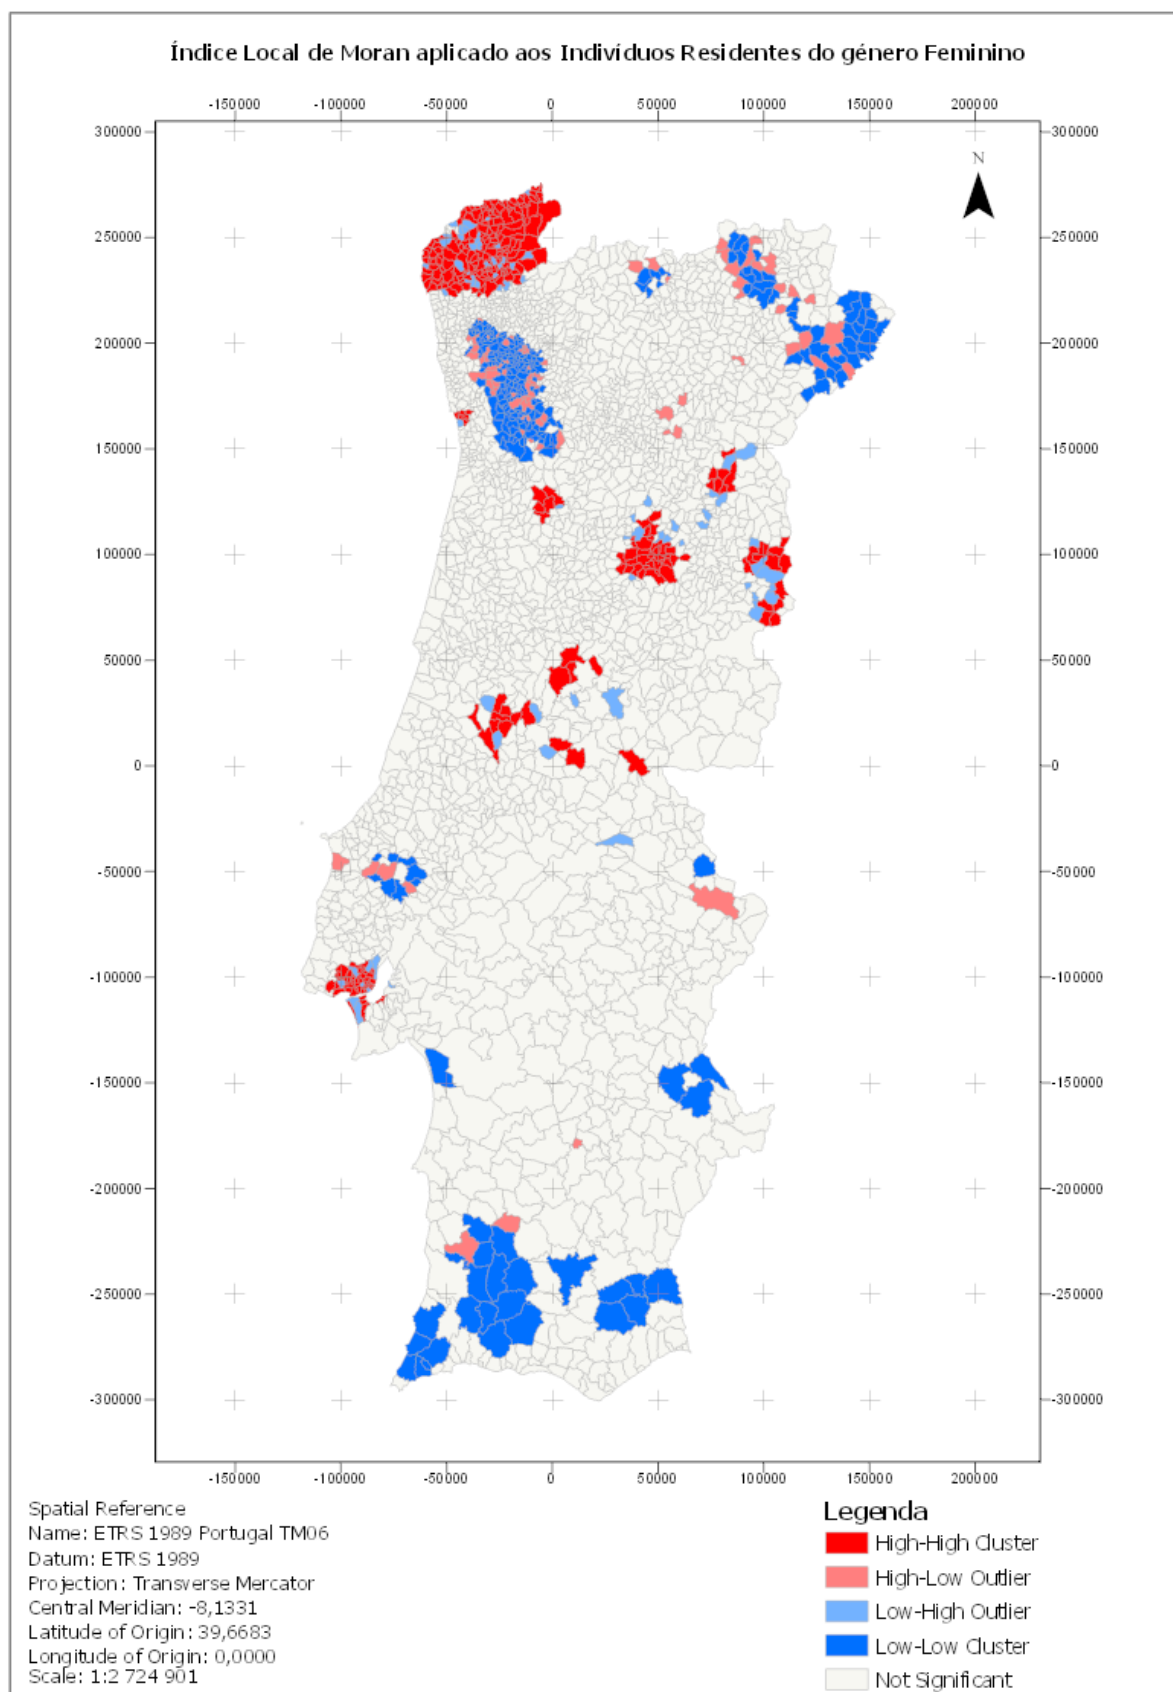 Índice Local de Moran aplicado aos Indivíduos Residentes do género Feminino
-150000 -100000 -50000 0 50000 100000 150000 200000
300000 300000
N
250000 250000
200000 200000
150000 150000
100000 100000
50000 50000
0 0
-50000 -50000
-100000 -100000
-150000 -150000
-200000 -200000
-250000 -250000
-300000 -300000
-150000 -100000 -50000 0 50000 100000 150000 200000
Spatial Reference
Name: ETRS 1989 Portugal TM06
Datum: ETRS 1989
Projection: Transverse Mercator
Central Meridian: -8,1331
Latitude of Origin: 39,6683
Longitude of Origin: 0,0000
Scale: 1:2 724 901
Legenda
High-High Cluster
High-Low Outlier
Low-High Outlier
Low-Low Cluster
Not Significant